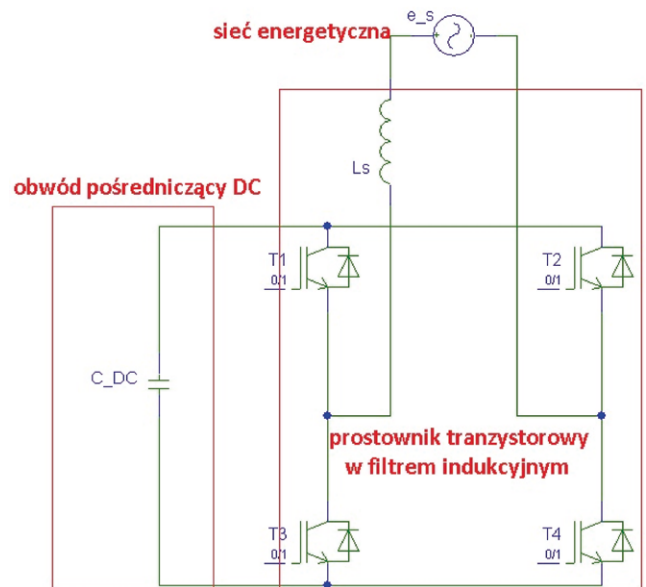 e_s
sieć energetyczna
Ls
obwód pośredniczący DC
T1
0/1
T2
0/1
C_DC
prostownik tranzystorowy
w filtrem indukcyjnym
T3
0/1
T4
0/1